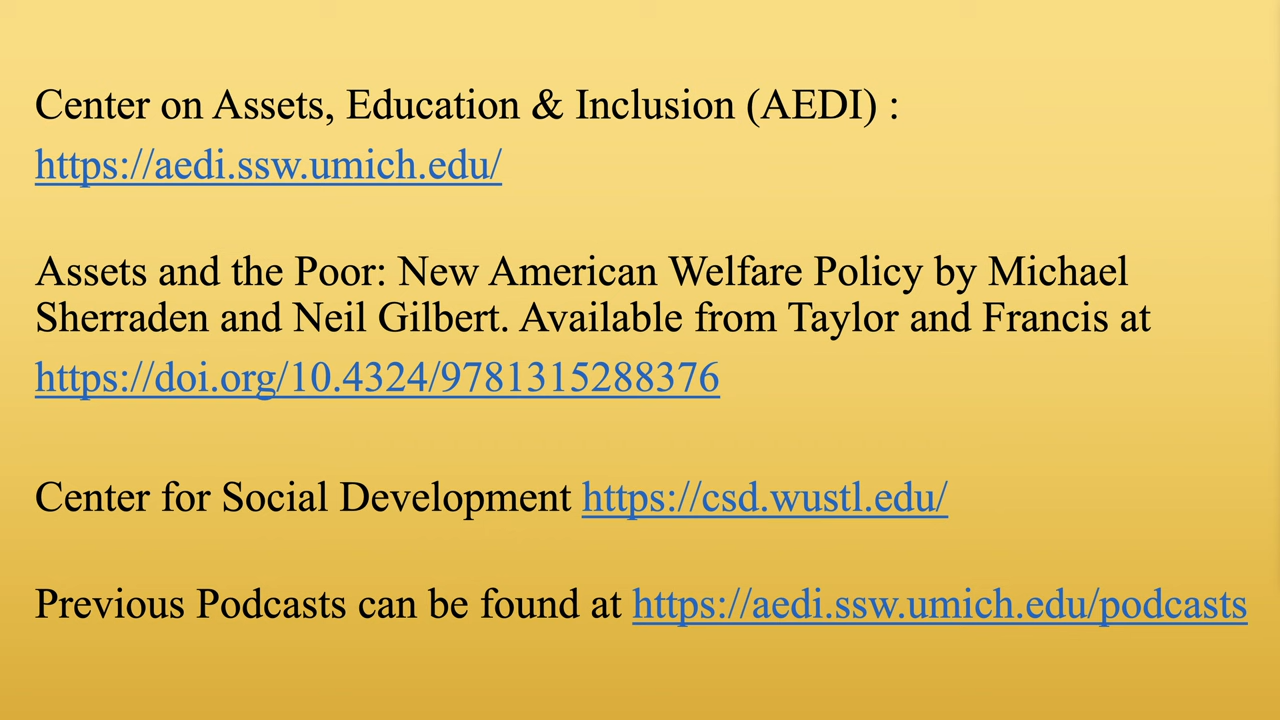 Center on Assets, Education & Inclusion (AEDI) :
https://aedi.ssw.umich.edu/
Assets and the Poor: New American Welfare Policy by Michael
Sherraden and Neil Gilbert. Available from Taylor and Francis at
https://doi.org/10.4324/9781315288376
Center for Social Development https://csd.wustl.edu/
Previous Podcasts can be found at https://aedi.ssw.umich.edu/podcasts